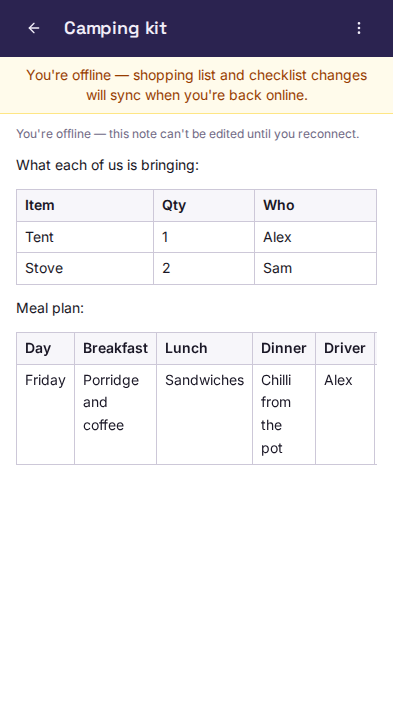 Camping kit
You're offline — shopping list and checklist changes
will sync when you're back online.
You're offline — this note can't be edited until you reconnect.
What each of us is bringing:
Item Qty Who
Tent 1 Alex
Stove 2 Sam
Meal plan:
Day Breakfast Lunch Dinner Driver
Friday Porridge Sandwiches Chilli Alex
and from
coffee the
pot